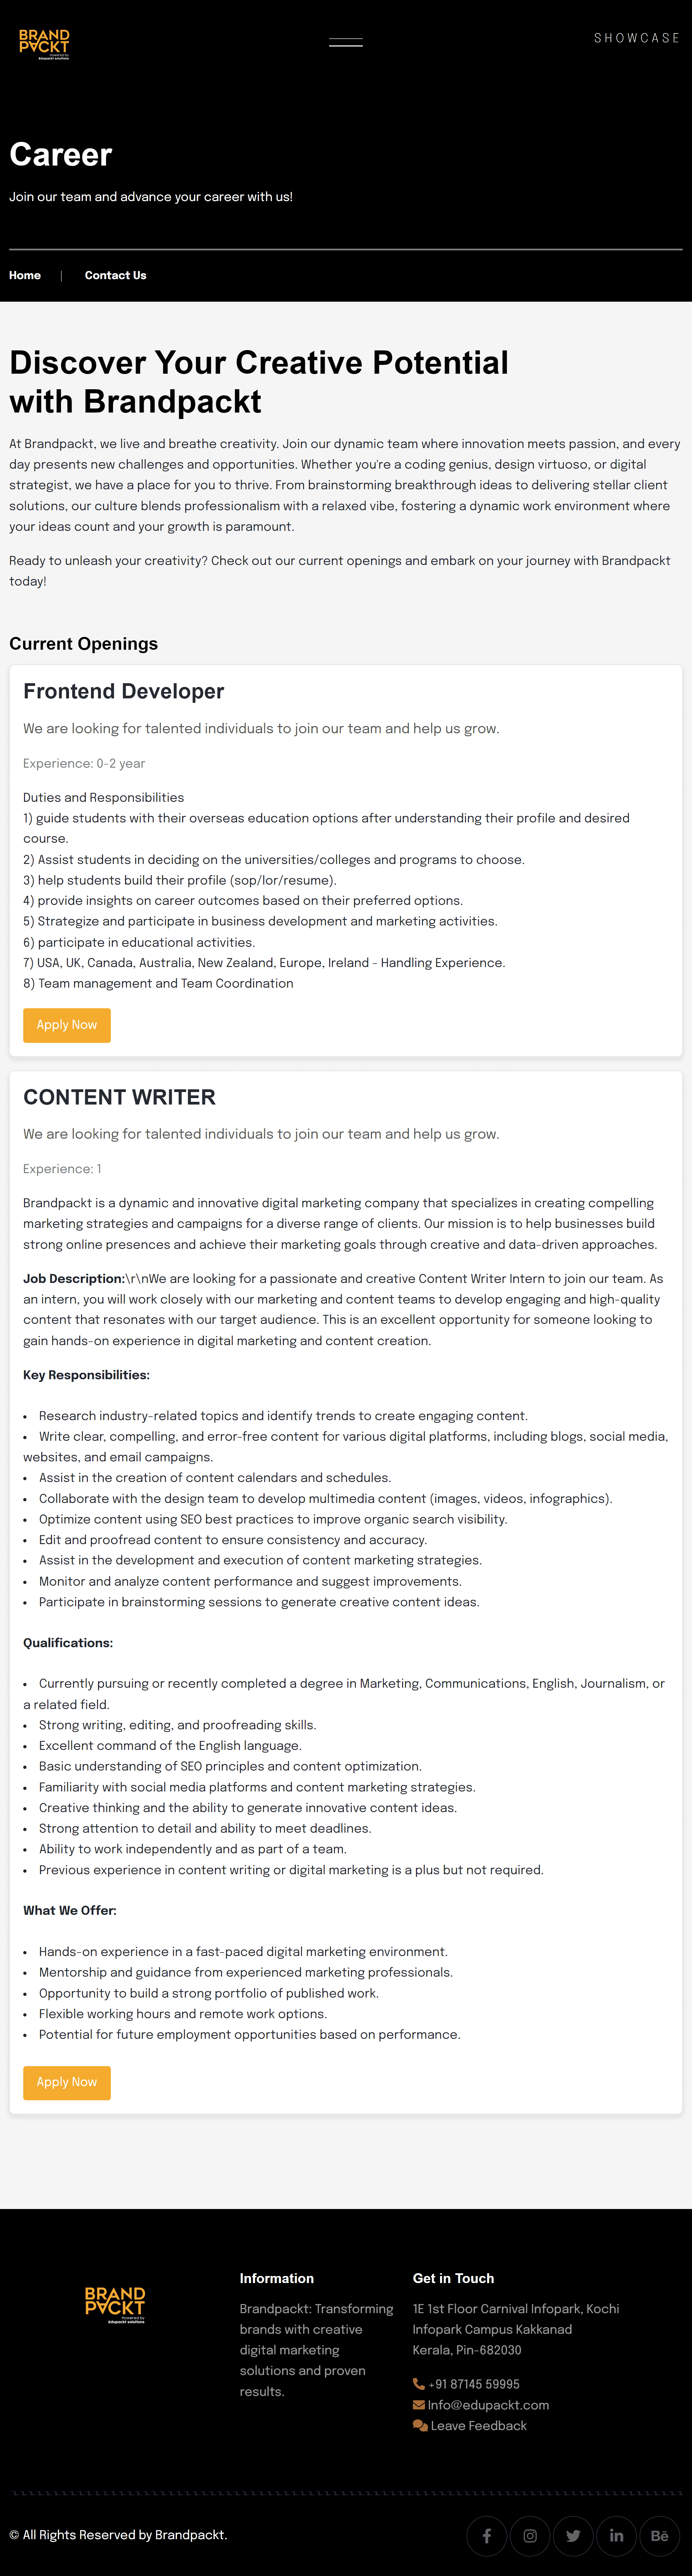 BRAND
PACKT
Powered by
Edupackt solutions
SHOWCASE
Career
Join our team and advance your career with us!
Home
Contact Us
Discover Your Creative Potential
with Brandpackt
At Brandpackt, we live and breathe creativity. Join our dynamic team where innovation meets passion, and every
day presents new challenges and opportunities. Whether you're a coding genius, design virtuoso, or digital
strategist, we have a place for you to thrive. From brainstorming breakthrough ideas to delivering stellar client
solutions, our culture blends professionalism with a relaxed vibe, fostering a dynamic work environment where
your ideas count and your growth is paramount.
Ready to unleash your creativity? Check out our current openings and embark on your journey with Brandpackt
today!
Current Openings
Frontend Developer
We are looking for talented individuals to join our team and help us grow.
Experience: 0-2 year
Duties and Responsibilities
1) guide students with their overseas education options after understanding their profile and desired
course.
2) Assist students in deciding on the universities/colleges and programs to choose.
3) help students build their profile (sop/lor/resume).
4) provide insights on career outcomes based on their preferred options.
5) Strategize and participate in business development and marketing activities.
6) participate in educational activities.
7) USA, UK, Canada, Australia, New Zealand, Europe, Ireland - Handling Experience.
8) Team management and Team Coordination
Apply Now
CONTENT WRITER
We are looking for talented individuals to join our team and help us grow.
Experience: 1
Brandpackt is a dynamic and innovative digital marketing company that specializes in creating compelling
marketing strategies and campaigns for a diverse range of clients. Our mission is to help businesses build
strong online presences and achieve their marketing goals through creative and data-driven approaches.
Job Description:\r\nWe are looking for a passionate and creative Content Writer Intern to join our team. As
an intern, you will work closely with our marketing and content teams to develop engaging and high-quality
content that resonates with our target audience. This is an excellent opportunity for someone looking to
gain hands-on experience in digital marketing and content creation.
Key Responsibilities:
• Research industry-related topics and identify trends to create engaging content.
• Write clear, compelling, and error-free content for various digital platforms, including blogs, social media,
websites, and email campaigns.
• Assist in the creation of content calendars and schedules.
• Collaborate with the design team to develop multimedia content (images, videos, infographics).
• Optimize content using SEO best practices to improve organic search visibility.
• Edit and proofread content to ensure consistency and accuracy.
• Assist in the development and execution of content marketing strategies.
• Monitor and analyze content performance and suggest improvements.
• Participate in brainstorming sessions to generate creative content ideas.
Qualifications:
• Currently pursuing or recently completed a degree in Marketing, Communications, English, Journalism, or
a related field.
• Strong writing, editing, and proofreading skills.
• Excellent command of the English language.
• Basic understanding of SEO principles and content optimization.
• Familiarity with social media platforms and content marketing strategies.
• Creative thinking and the ability to generate innovative content ideas.
• Strong attention to detail and ability to meet deadlines.
• Ability to work independently and as part of a team.
• Previous experience in content writing or digital marketing is a plus but not required.
What We Offer:
• Hands-on experience in a fast-paced digital marketing environment.
• Mentorship and guidance from experienced marketing professionals.
• Opportunity to build a strong portfolio of published work.
• Flexible working hours and remote work options.
• Potential for future employment opportunities based on performance.
Apply Now
BRAND
PACKT
Powered by
Edupackt solutions
Information
Brandpackt: Transforming
brands with creative
digital marketing
solutions and proven
results.
Get in Touch
1E 1st Floor Carnival Infopark, Kochi
Infopark Campus Kakkanad
Kerala, Pin-682030
+91 87145 59995
Info@edupackt.com
Leave Feedback
© All Rights Reserved by Brandpackt.
Bē